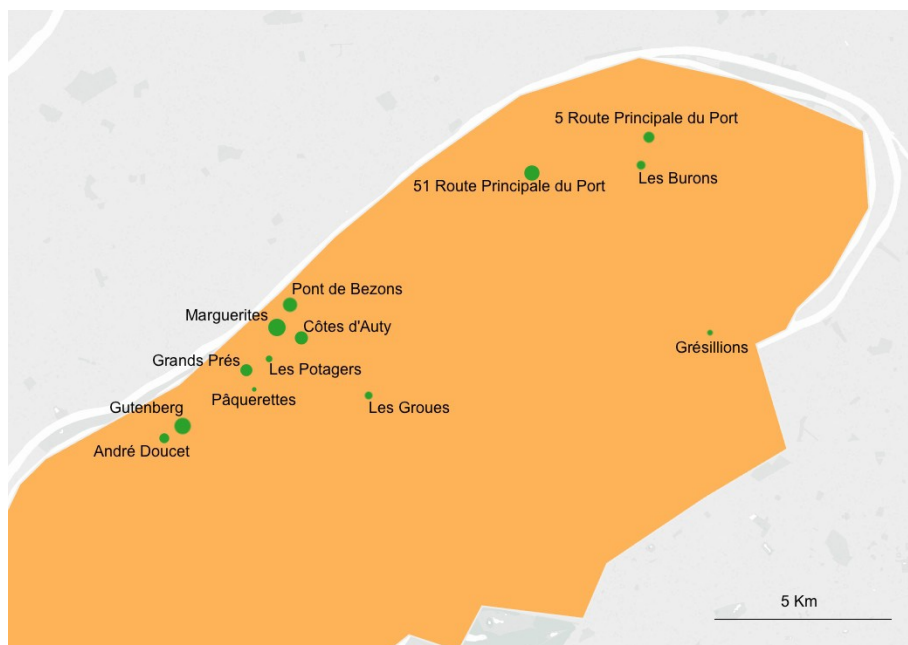 5 Route Principale du Port
51 Route Principale du Port
Les Burons
Pont de Bezons
Marguerites
Côtes d'Auty
Grésillions
Grands Prés
Les Potagers
Pâquerettes
Les Groues
Gutenberg
André Doucet
5 Km